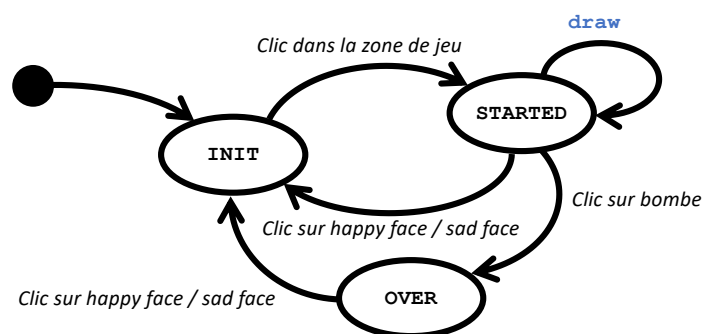 draw
Clic dans la zone de jeu
STARTED
INIT
Clic sur bombe
Clic sur happy face / sad face
Clic sur happy face / sad face
OVER